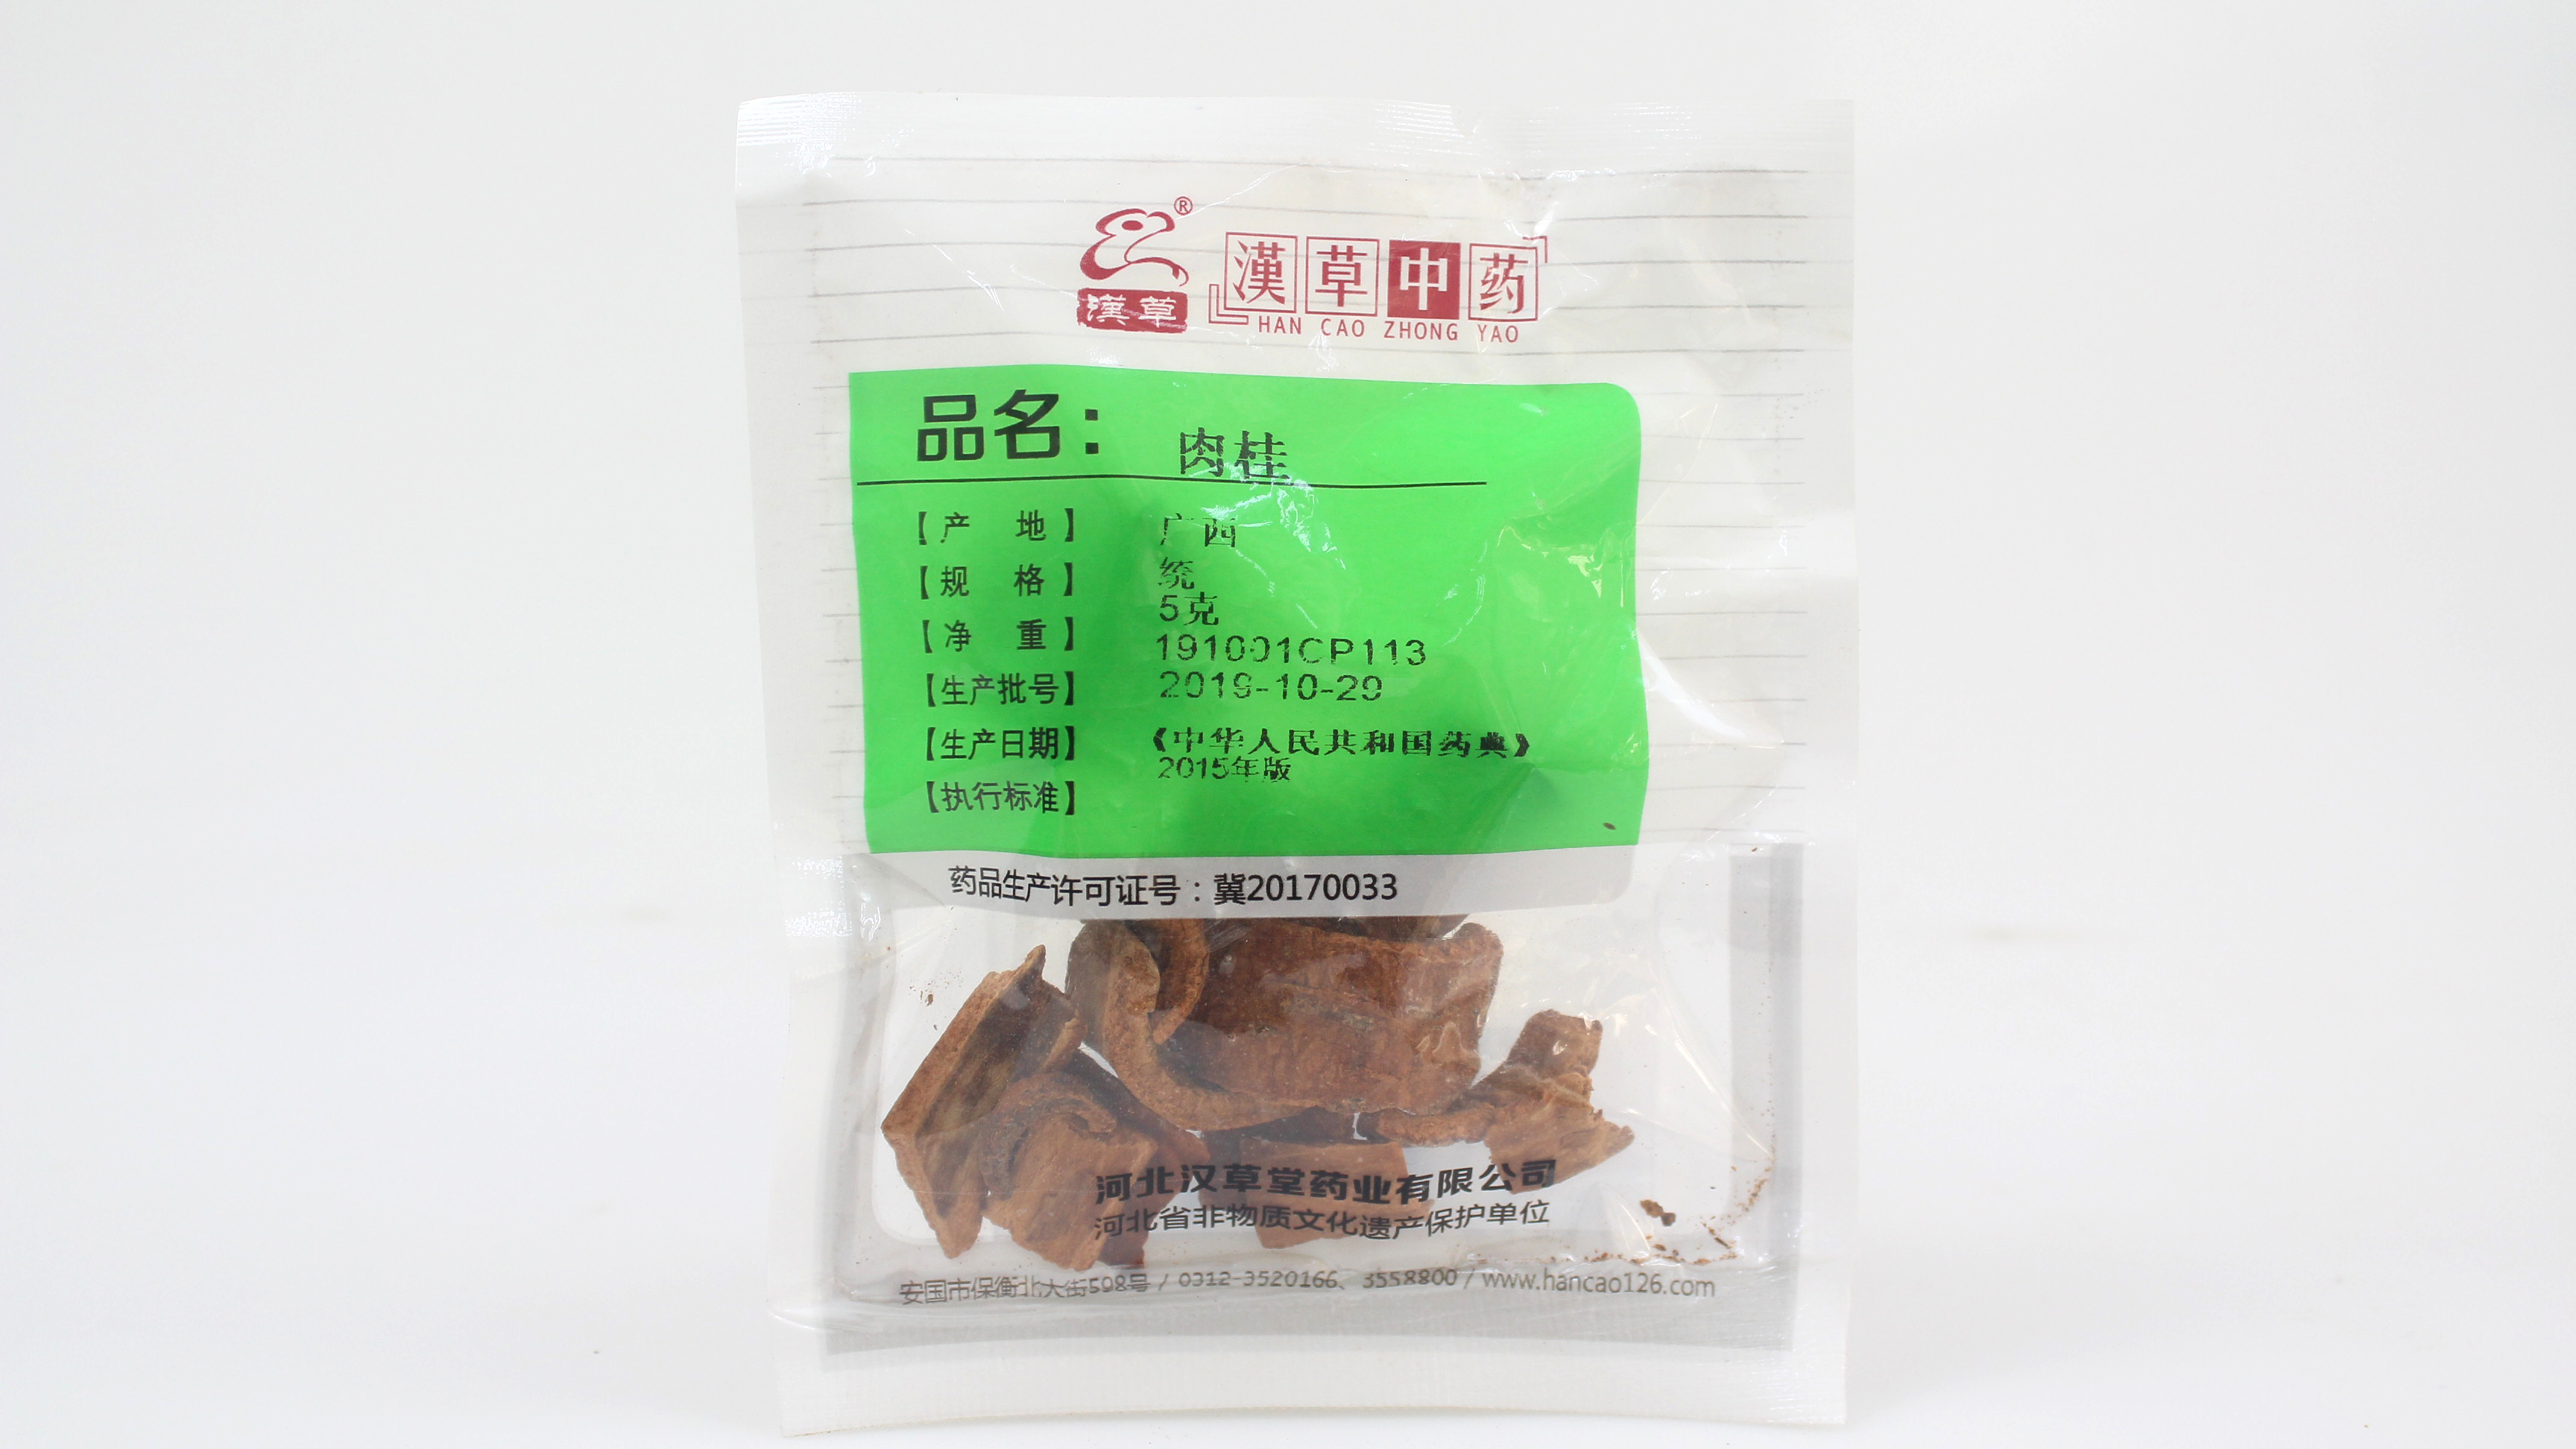 ®
漢草
漢草中药
HAN CAO ZHONG YAO
品名： 肉桂
【产地】 广西
【规格】 统
【净重】 5克
【生产批号】 191001CP113
【生产日期】 2019-10-29
【执行标准】 《中华人民共和国药典》
2015年版
药品生产许可证号：冀20170033
河北汉草堂药业有限公司
河北省非物质文化遗产保护单位
安国市保衡北大街598号 / 0312-3520166、3558800 / www.hancao126.com